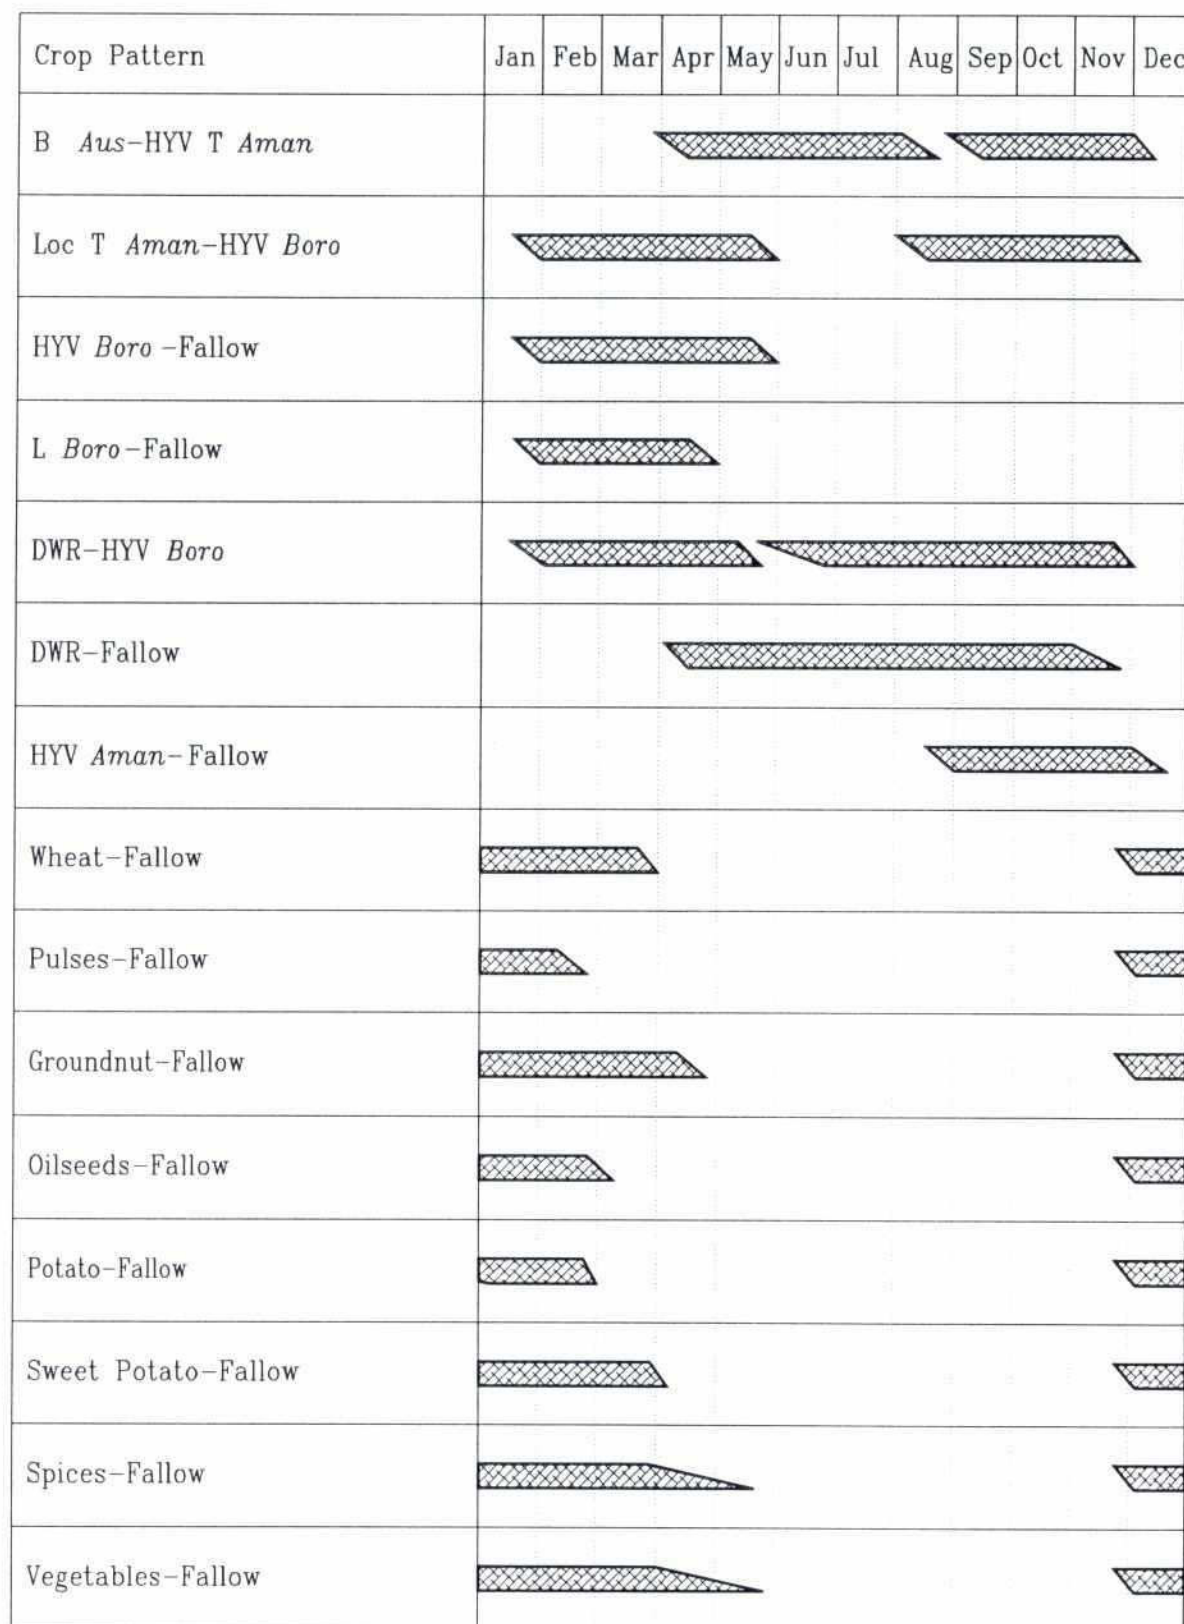 Crop Pattern Jan Feb Mar Apr May Jun Jul Aug Sep Oct Nov Dec
B Aus-HYV T Aman
Loc T Aman-HYV Boro
HYV Boro-Fallow
L Boro-Fallow
DWR-HYV Boro
DWR-Fallow
HYV Aman-Fallow
Wheat-Fallow
Pulses-Fallow
Groundnut-Fallow
Oilseeds-Fallow
Potato-Fallow
Sweet Potato-Fallow
Spices-Fallow
Vegetables-Fallow